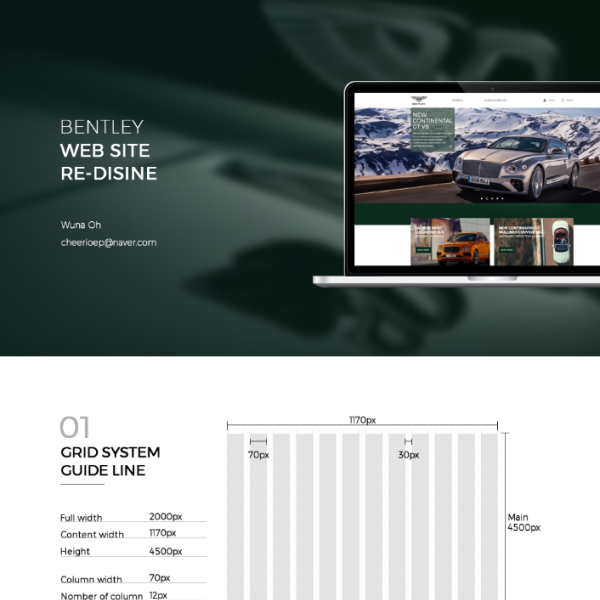 BENTLEY
WEB SITE
RE-DISINE
Wuna Oh
cheerioep@naver.com
BENTLEY
NEW
CONTINENTAL
GT V8
01
GRID SYSTEM
GUIDE LINE
Full width 2000px
Content width 1170px
Height 4500px
Column width 70px
Nomber of column 12px
1170px
70px
30px
Main
4500px